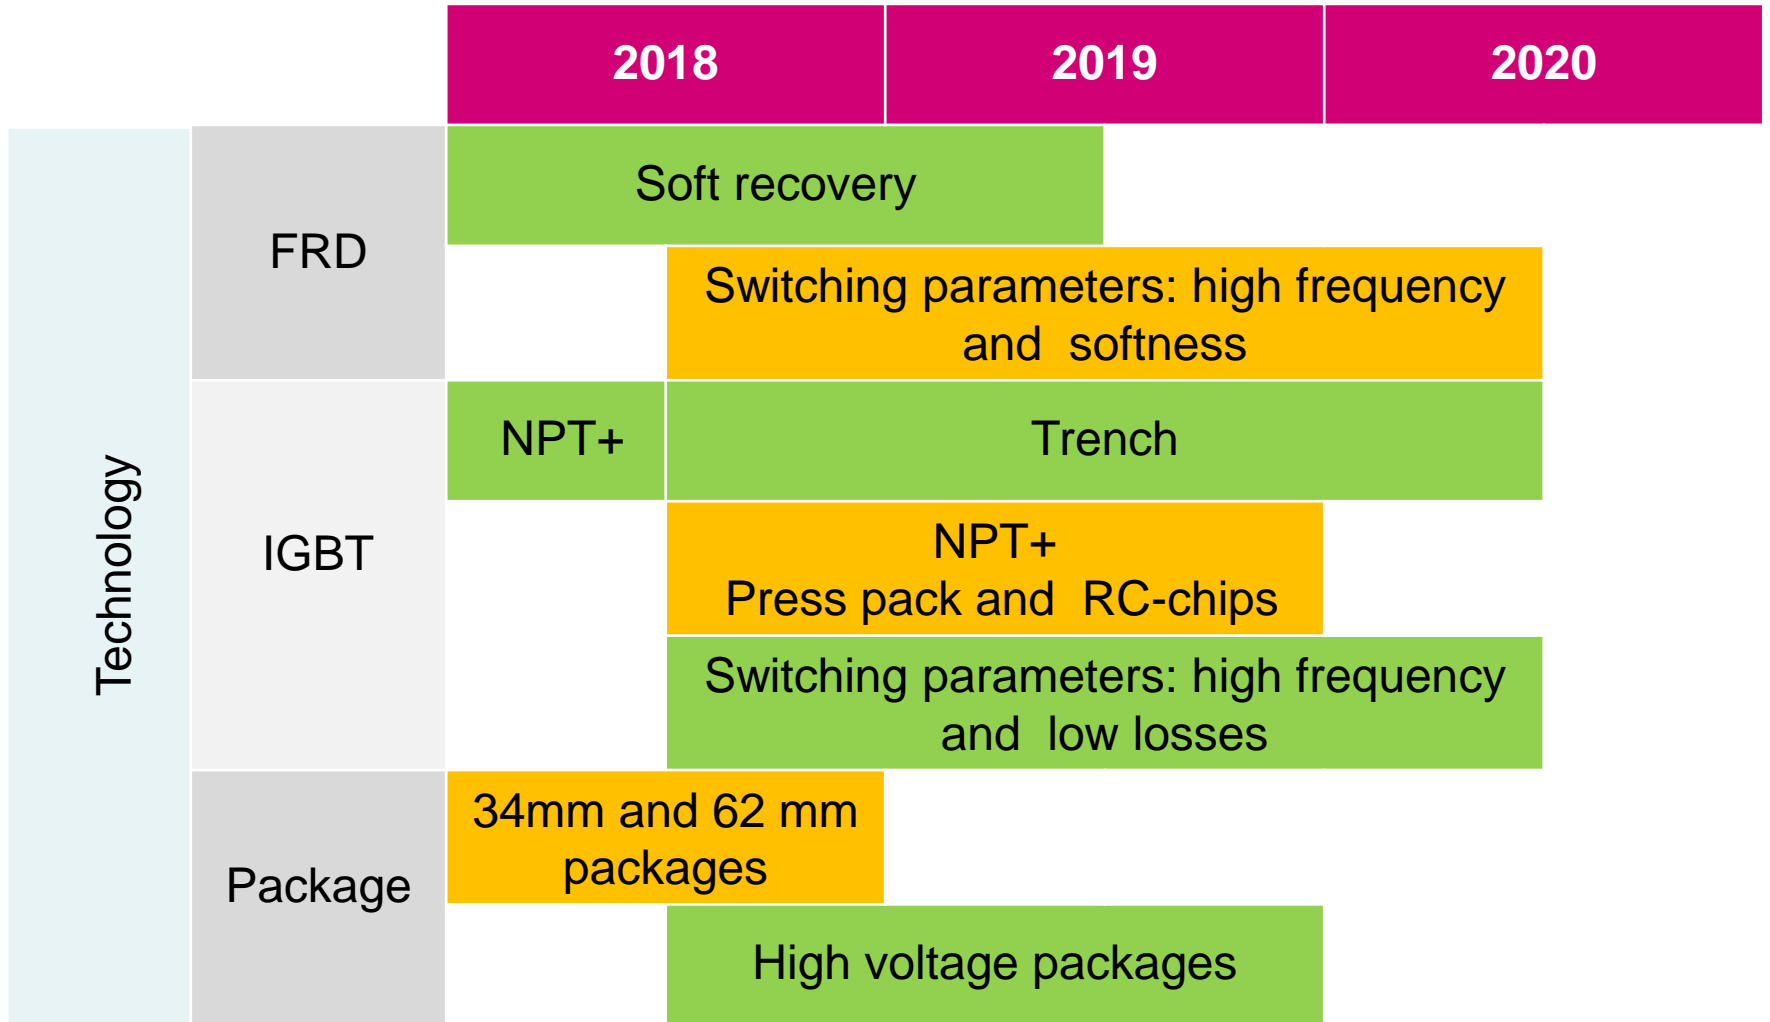 2018
2019
2020
Technology
FRD
Soft recovery
Switching parameters: high frequency
and softness
IGBT
NPT+
Trench
NPT+
Press pack and RC-chips
Switching parameters: high frequency
and low losses
Package
34mm and 62 mm
packages
High voltage packages